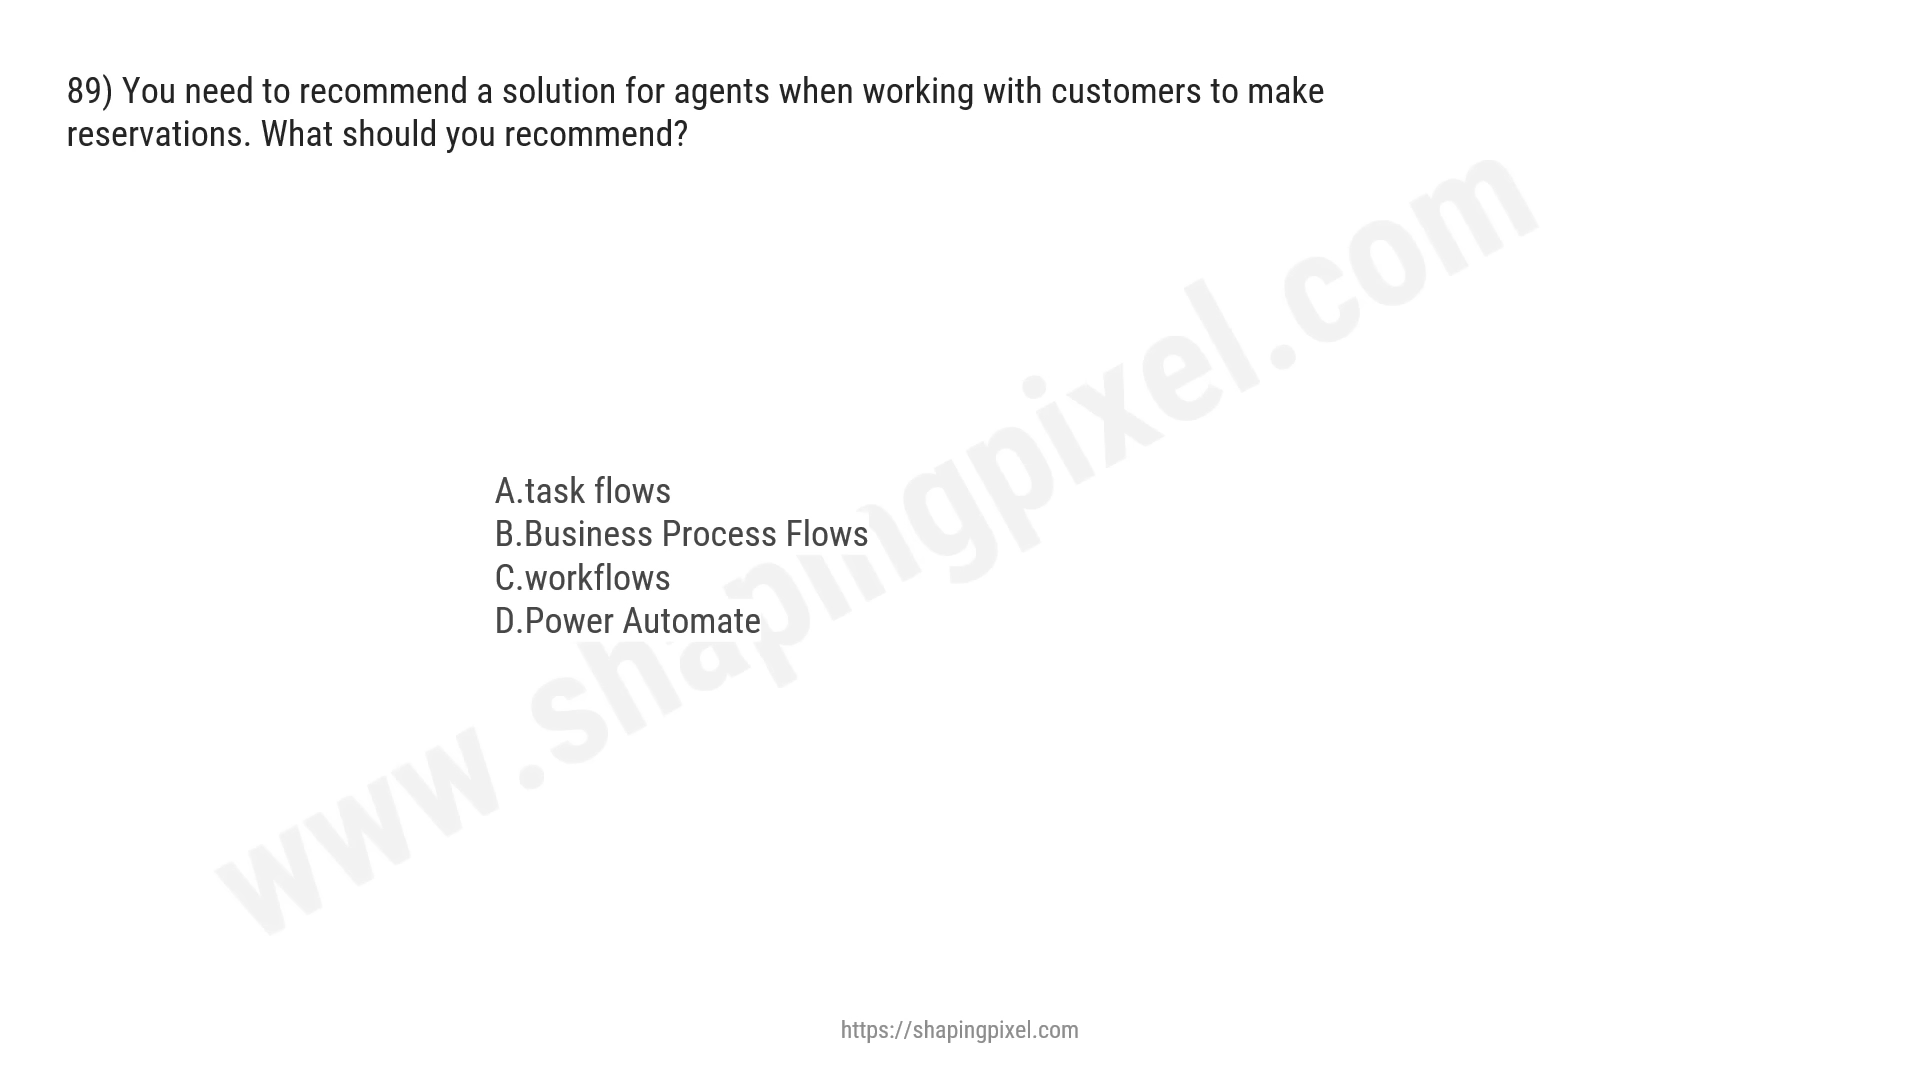 89) You need to recommend a solution for agents when working with customers to make
reservations. What should you recommend?
A.task flows
B.Business Process Flows
C.workflows
D.Power Automate
www.shapingpixel.com
https://shapingpixel.com